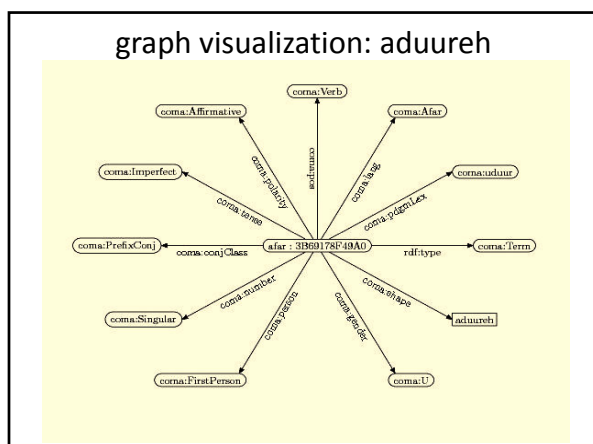 graph visualization: aduureh
coma:Verb
coma:Affirmative
coma:Afar
coma:pos
coma:polarity
coma:lang
coma:Imperfect
coma:uduur
coma:tense
coma:pdgmLex
coma:PrefixConj
coma:conjClass
afar : 3B69178F49A0
rdf:type
coma:Term
coma:number
coma:shape
coma:person
coma:gender
coma:Singular
aduureh
coma:FirstPerson
coma:U